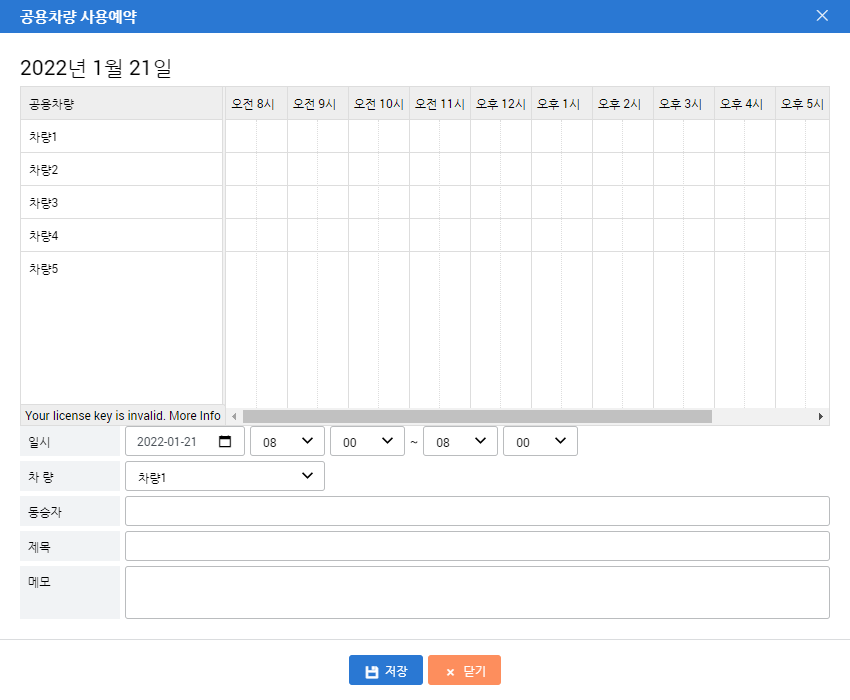 공용차량 사용예약
2022년 1월 21일
공용차량 오전 8시 오전 9시 오전 10시 오전 11시 오후 12시 오후 1시 오후 2시 오후 3시 오후 4시 오후 5시
차량1
차량2
차량3
차량4
차량5
Your license key is invalid. More Info
일시 2022-01-21 08 00 ~ 08 00
차 량 차량1
동승자
제목
메모
저장 × 닫기